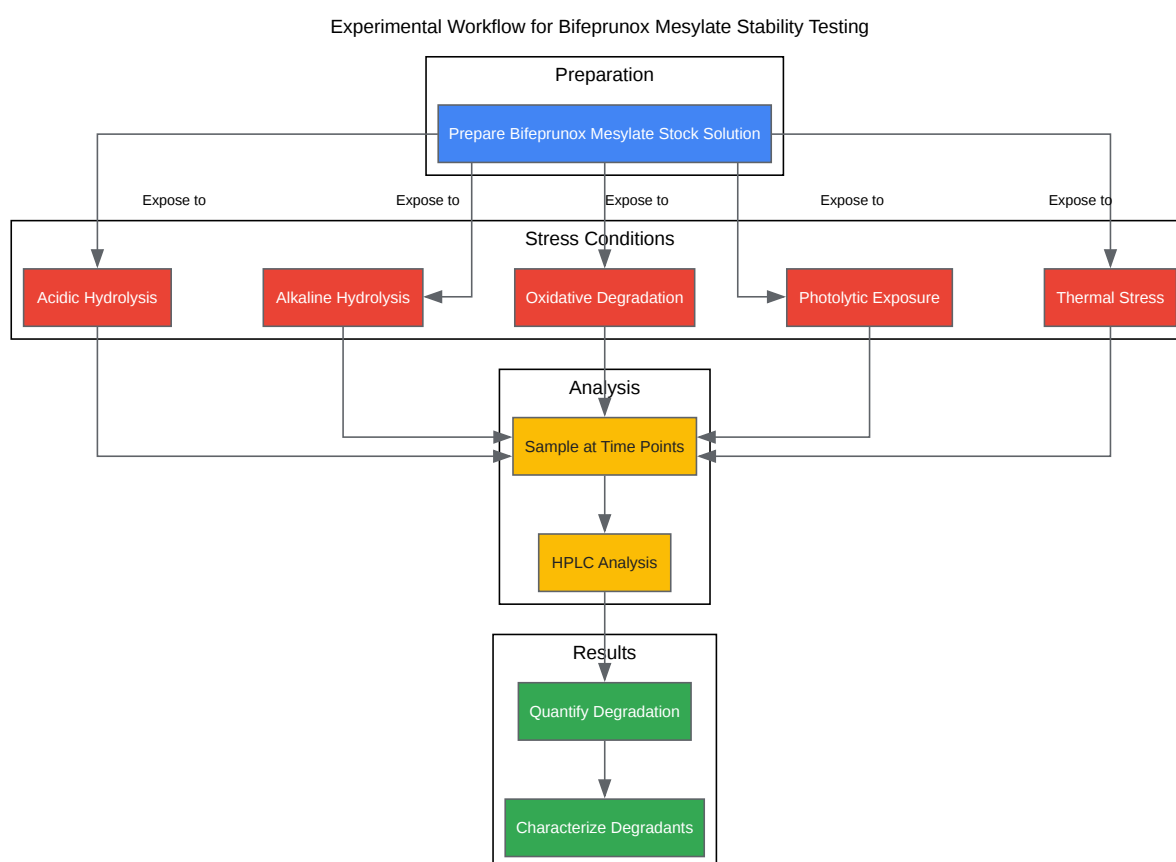 Experimental Workflow for Bifeprunox Mesylate Stability Testing
Preparation
Prepare Bifeprunox Mesylate Stock Solution
Expose to
Expose to
Expose to
Expose to
Expose to
Stress Conditions
Acidic Hydrolysis
Alkaline Hydrolysis
Oxidative Degradation
Photolytic Exposure
Thermal Stress
Analysis
Sample at Time Points
HPLC Analysis
Results
Quantify Degradation
Characterize Degradants